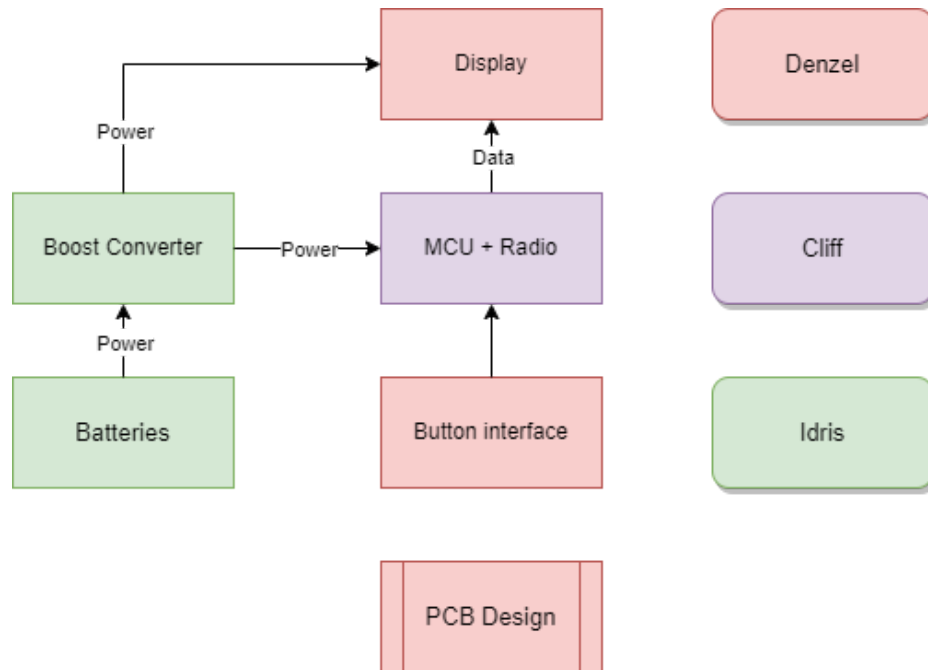 Display
Denzel
Power
Data
Boost Converter
Power
MCU + Radio
Cliff
Power
Batteries
Button interface
Idris
PCB Design